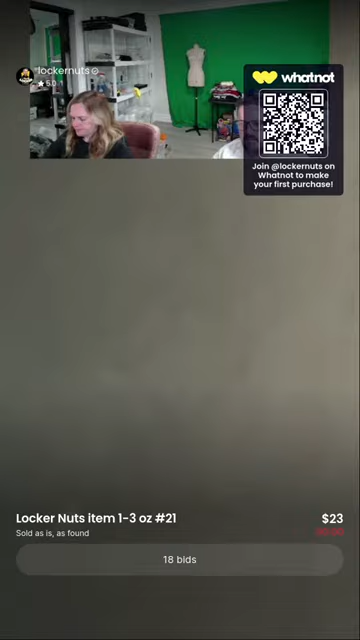 lockernuts
5.0
whatnot
Join @lockernuts on
Whatnot to make
your first purchase!
Locker Nuts item 1-3 oz #21
$23
Sold as is, as found
18 bids